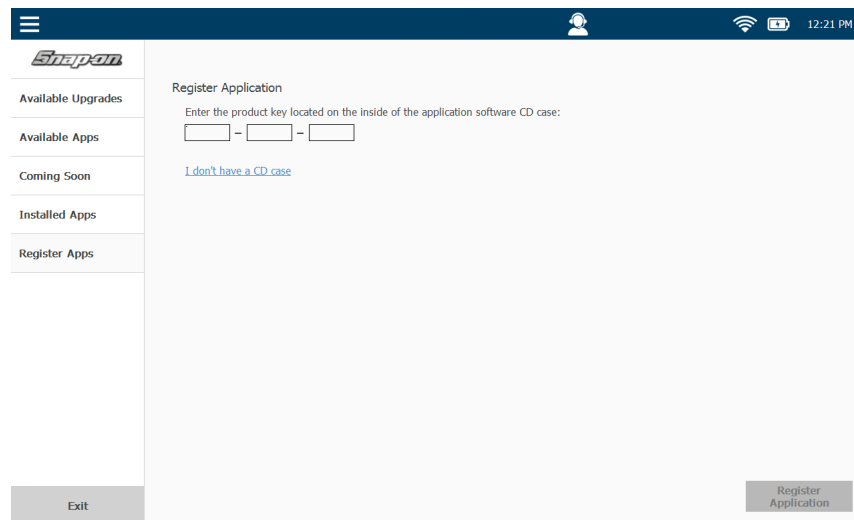 12:21 PM
Snap-on
Available Upgrades
Available Apps
Coming Soon
Installed Apps
Register Apps
Exit
Register Application
Enter the product key located on the inside of the application software CD case:
– –
I don't have a CD case
Register
Application